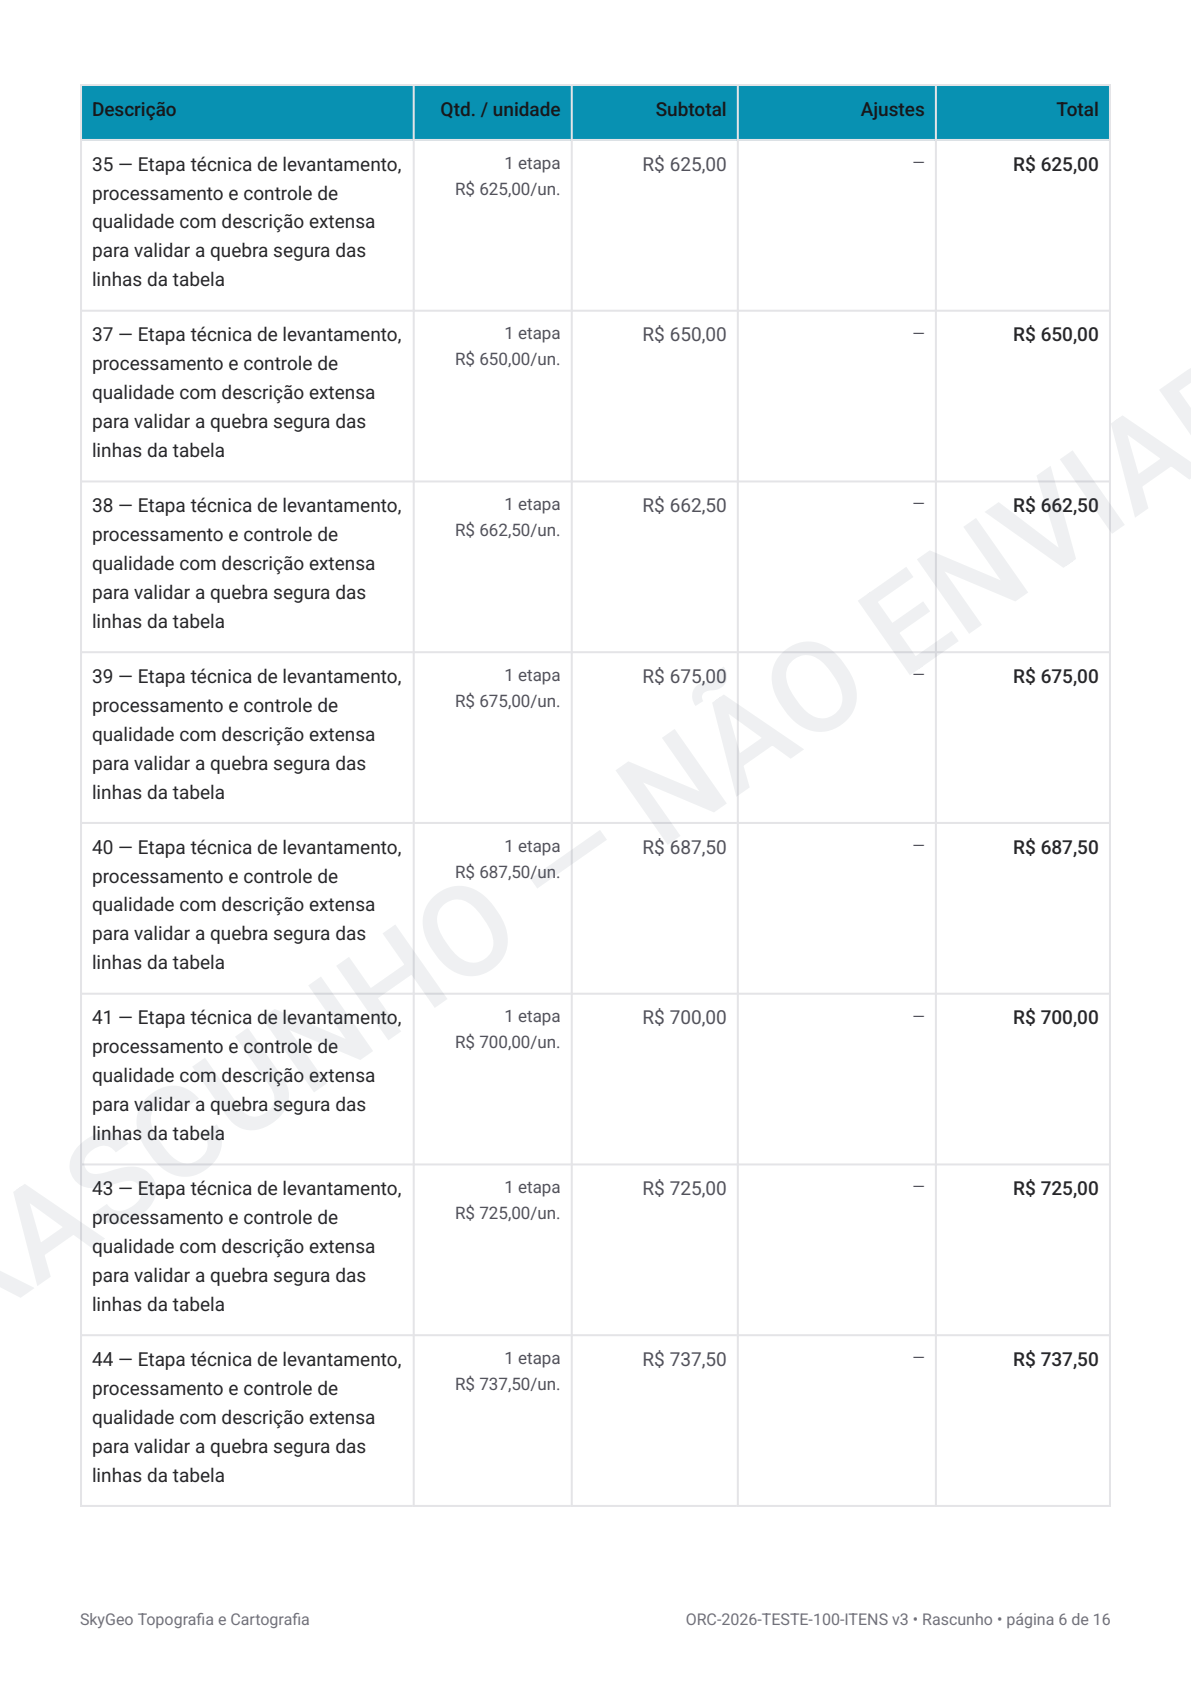 Descrição Qtd. / unidade Subtotal Ajustes Total
35 — Etapa técnica de levantamento, 1 etapa R$ 625,00 — R$ 625,00
processamento e controle de R$ 625,00/un.
qualidade com descrição extensa
para validar a quebra segura das
linhas da tabela
37 — Etapa técnica de levantamento, 1 etapa R$ 650,00 — R$ 650,00
processamento e controle de R$ 650,00/un.
qualidade com descrição extensa
para validar a quebra segura das
linhas da tabela
38 — Etapa técnica de levantamento, 1 etapa R$ 662,50 — R$ 662,50
processamento e controle de R$ 662,50/un.
qualidade com descrição extensa
para validar a quebra segura das
linhas da tabela
39 — Etapa técnica de levantamento, 1 etapa R$ 675,00 — R$ 675,00
processamento e controle de R$ 675,00/un.
qualidade com descrição extensa
para validar a quebra segura das
linhas da tabela
40 — Etapa técnica de levantamento, 1 etapa R$ 687,50 — R$ 687,50
processamento e controle de R$ 687,50/un.
qualidade com descrição extensa
para validar a quebra segura das
linhas da tabela
41 — Etapa técnica de levantamento, 1 etapa R$ 700,00 — R$ 700,00
processamento e controle de R$ 700,00/un.
qualidade com descrição extensa
para validar a quebra segura das
linhas da tabela
43 — Etapa técnica de levantamento, 1 etapa R$ 725,00 — R$ 725,00
processamento e controle de R$ 725,00/un.
qualidade com descrição extensa
para validar a quebra segura das
linhas da tabela
44 — Etapa técnica de levantamento, 1 etapa R$ 737,50 — R$ 737,50
processamento e controle de R$ 737,50/un.
qualidade com descrição extensa
para validar a quebra segura das
linhas da tabela
RASCUNHO — NÃO ENVIAR
SkyGeo Topografia e Cartografia ORC-2026-TESTE-100-ITENS v3 • Rascunho • página 6 de 16